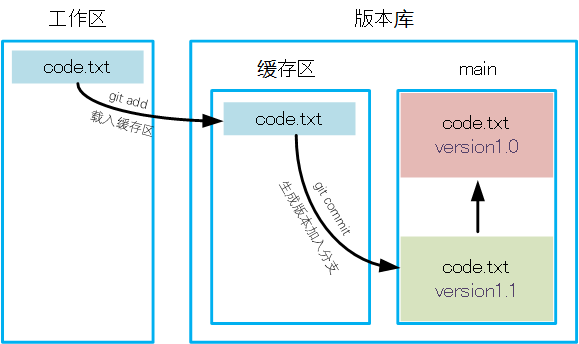 工作区
版本库
code.txt
git add
载入缓存区
缓存区
code.txt
git commit
生成版本加入分支
main
code.txt
version1.0
code.txt
version1.1